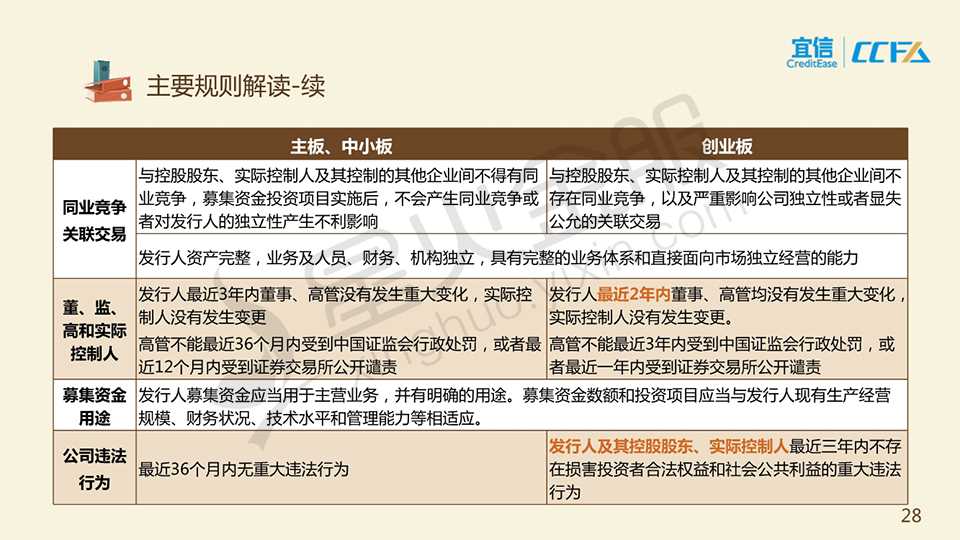 宜信
CreditEase
CCFA
主要规则解读-续
主板、中小板
创业板
同业竞争
关联交易
与控股股东、实际控制人及其控制的其他企业间不得有同
业竞争，募集资金投资项目实施后，不会产生同业竞争或
者对发行人的独立性产生不利影响
与控股股东、实际控制人及其控制的其他企业间不
存在同业竞争，以及严重影响公司独立性或者显失
公允的关联交易
发行人资产完整，业务及人员、财务、机构独立，具有完整的业务体系和直接面向市场独立经营的能力
董、监、
高和实际
控制人
发行人最近3年内董事、高管没有发生重大变化，实际控
制人没有发生变更
高管不能最近36个月内受到中国证监会行政处罚，或者最
近12个月内受到证券交易所公开谴责
发行人最近2年内董事、高管均没有发生重大变化，
实际控制人没有发生变更。
高管不能最近3年内受到中国证监会行政处罚，或
者最近一年内受到证券交易所公开谴责
募集资金
用途
发行人募集资金应当用于主营业务，并有明确的用途。募集资金数额和投资项目应当与发行人现有生产经营
规模、财务状况、技术水平和管理能力等相适应。
公司违法
行为
最近36个月内无重大违法行为
发行人及其控股股东、实际控制人最近三年内不存
在损害投资者合法权益和社会公共利益的重大违法
行为
星火金服
xinghuo.yixin.com
28